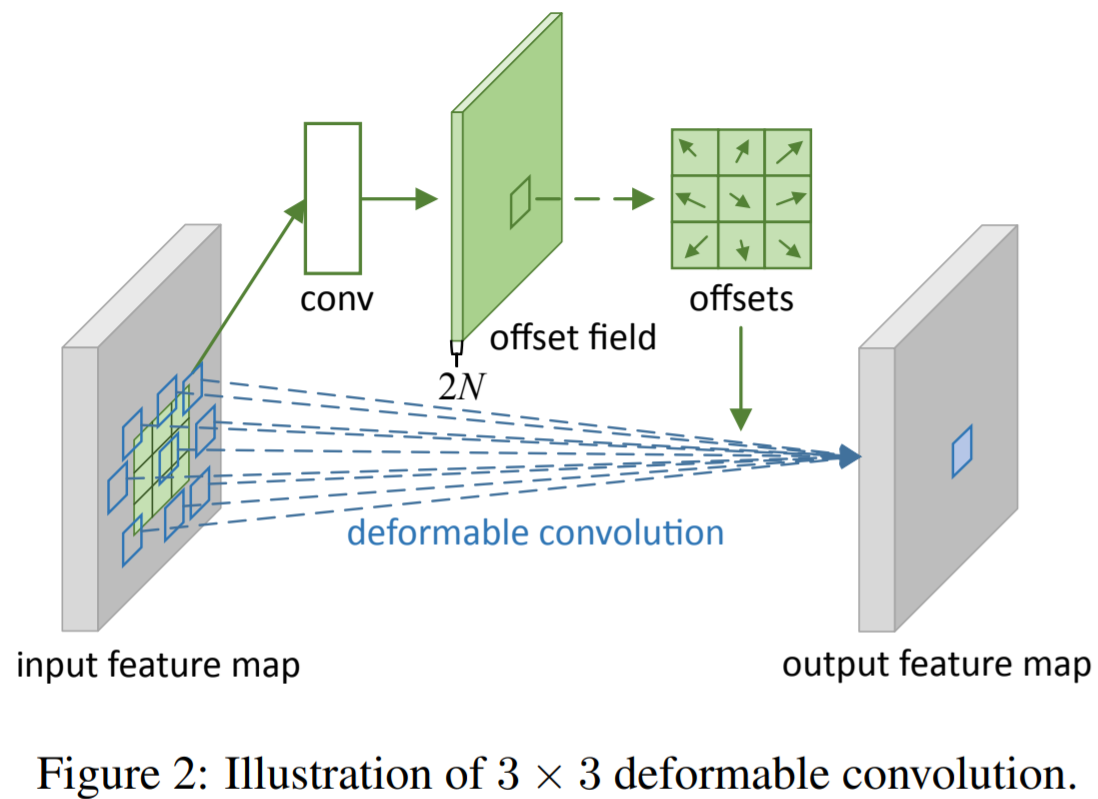 conv
offsets
offset field
2N
deformable convolution
input feature map
output feature map
Figure 2: Illustration of 3 × 3 deformable convolution.